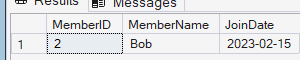 Results Messages
MemberID MemberName JoinDate
1 2 Bob 2023-02-15